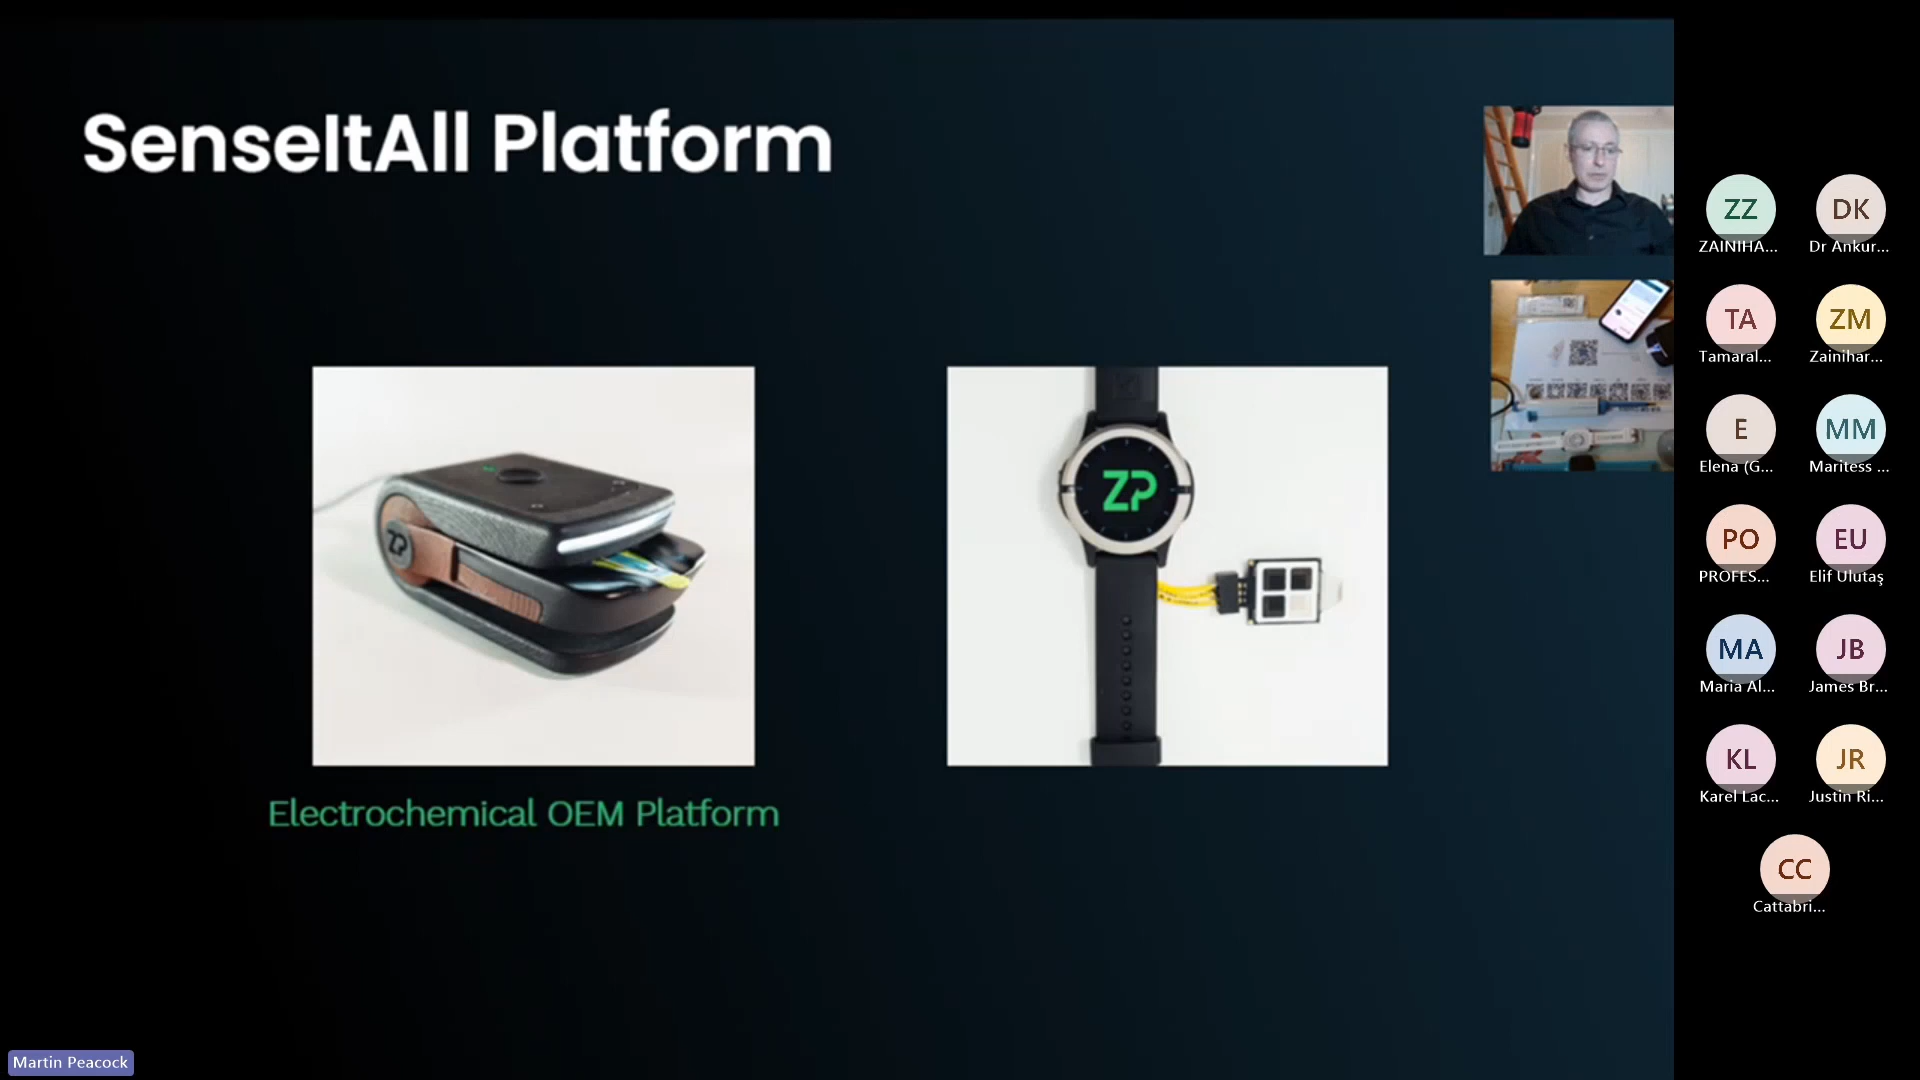 SenseItAll Platform
ZP
ZP
Electrochemical OEM Platform
ZZ
ZAINIHA...
DK
Dr Ankur...
TA
Tamaral...
ZM
Zainihar...
E
Elena (G...
MM
Maritess ...
PO
PROFES...
EU
Elif Ulutaş
MA
Maria Al...
JB
James Br...
KL
Karel Lac...
JR
Justin Ri...
CC
Cattabri...
Martin Peacock